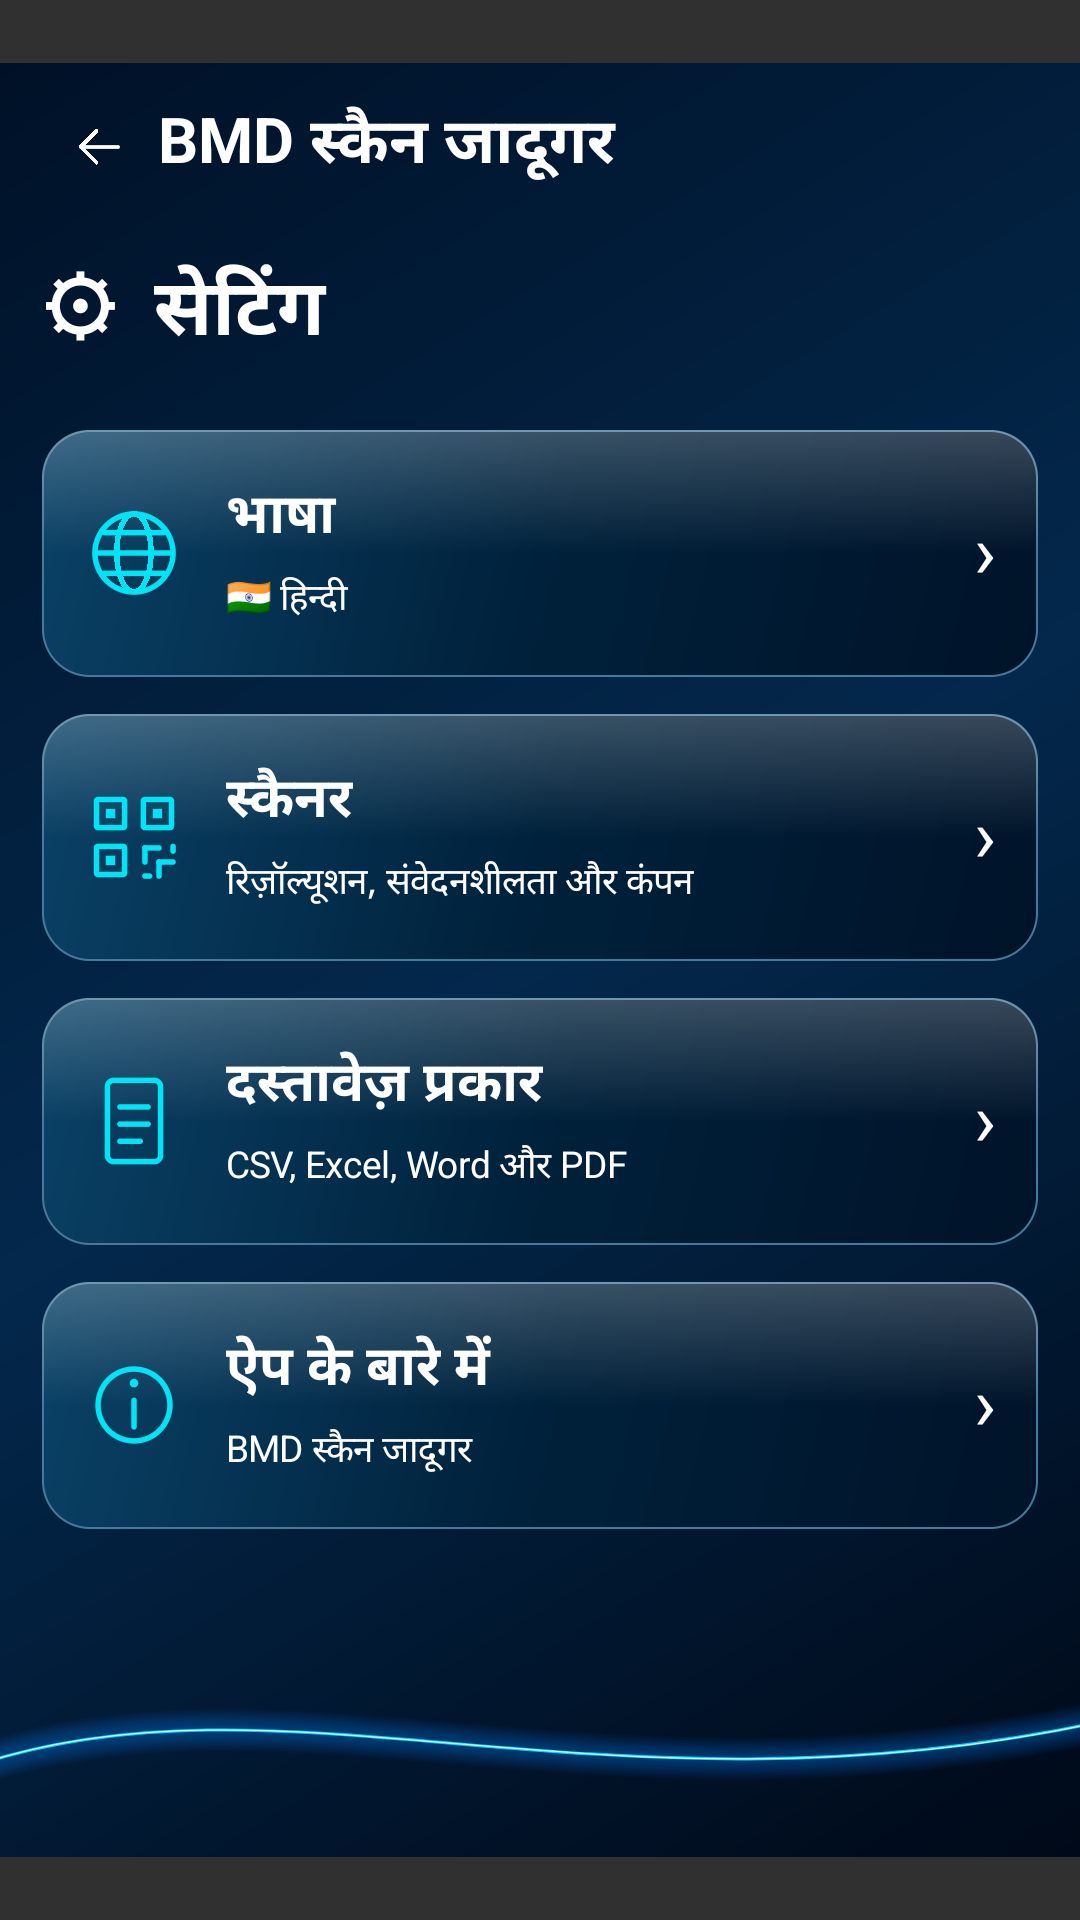 BMD स्कैन जादूगर
सेटिंग
भाषा
🇮🇳 हिन्दी
स्कैनर
रिज़ॉल्यूशन, संवेदनशीलता और कंपन
दस्तावेज़ प्रकार
CSV, Excel, Word और PDF
ऐप के बारे में
BMD स्कैन जादूगर